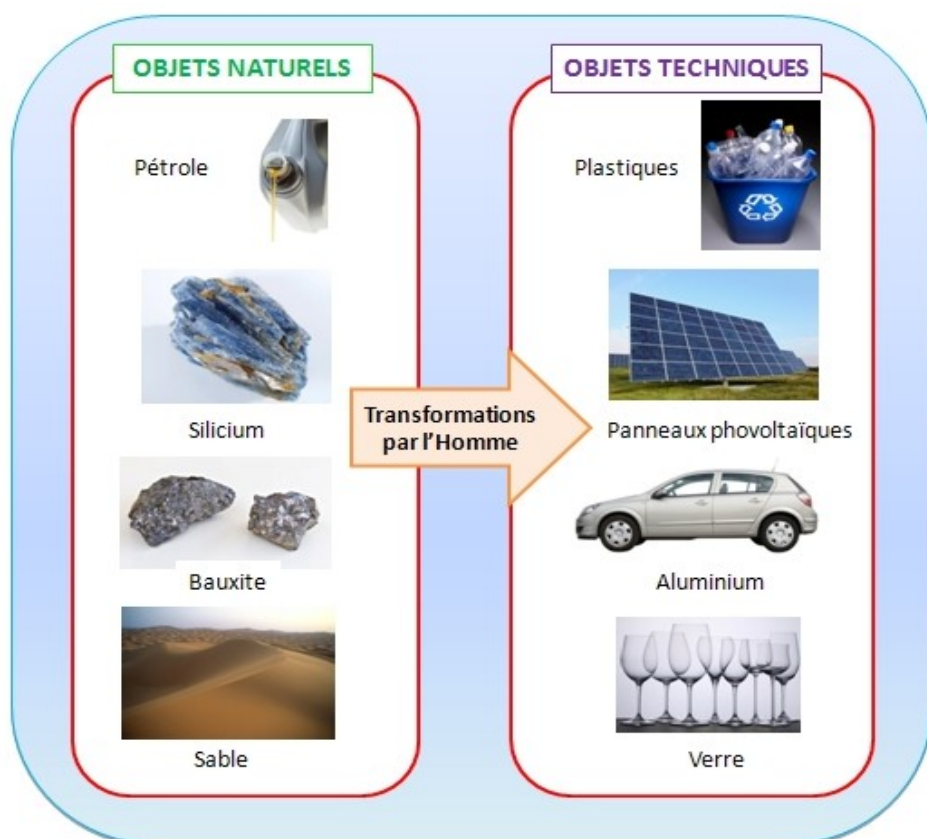 OBJETS NATURELS
Pétrole
Silicium
Bauxite
Sable
Transformations
par l'Homme
OBJETS TECHNIQUES
Plastiques
Panneaux phovoltaïques
Aluminium
Verre